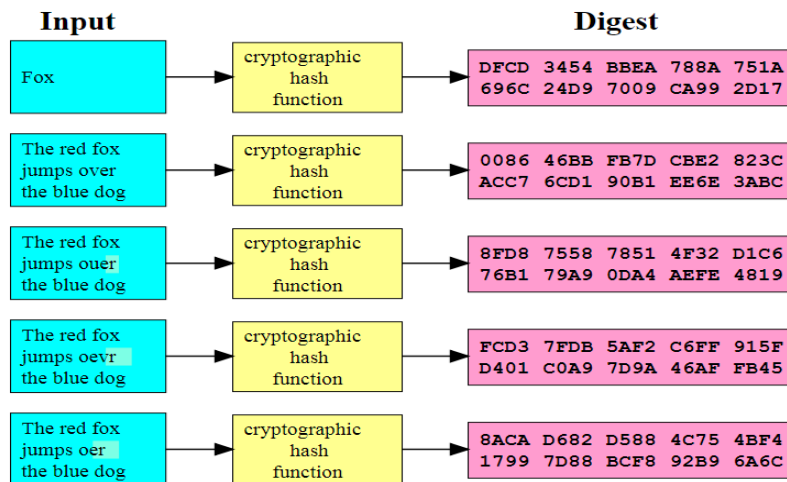 Input
Digest
Fox
cryptographic
hash
function
DFCD 3454 BBEA 788A 751A
696C 24D9 7009 CA99 2D17
The red fox
jumps over
the blue dog
cryptographic
hash
function
0086 46BB FB7D CBE2 823C
ACC7 6CD1 90B1 EE6E 3ABC
The red fox
jumps ouer
the blue dog
cryptographic
hash
function
8FD8 7558 7851 4F32 D1C6
76B1 79A9 0DA4 AEFE 4819
The red fox
jumps oevr
the blue dog
cryptographic
hash
function
FCD3 7FDB 5AF2 C6FF 915F
D401 C0A9 7D9A 46AF FB45
The red fox
jumps oer
the blue dog
cryptographic
hash
function
8ACA D682 D588 4C75 4BF4
1799 7D88 BCF8 92B9 6A6C